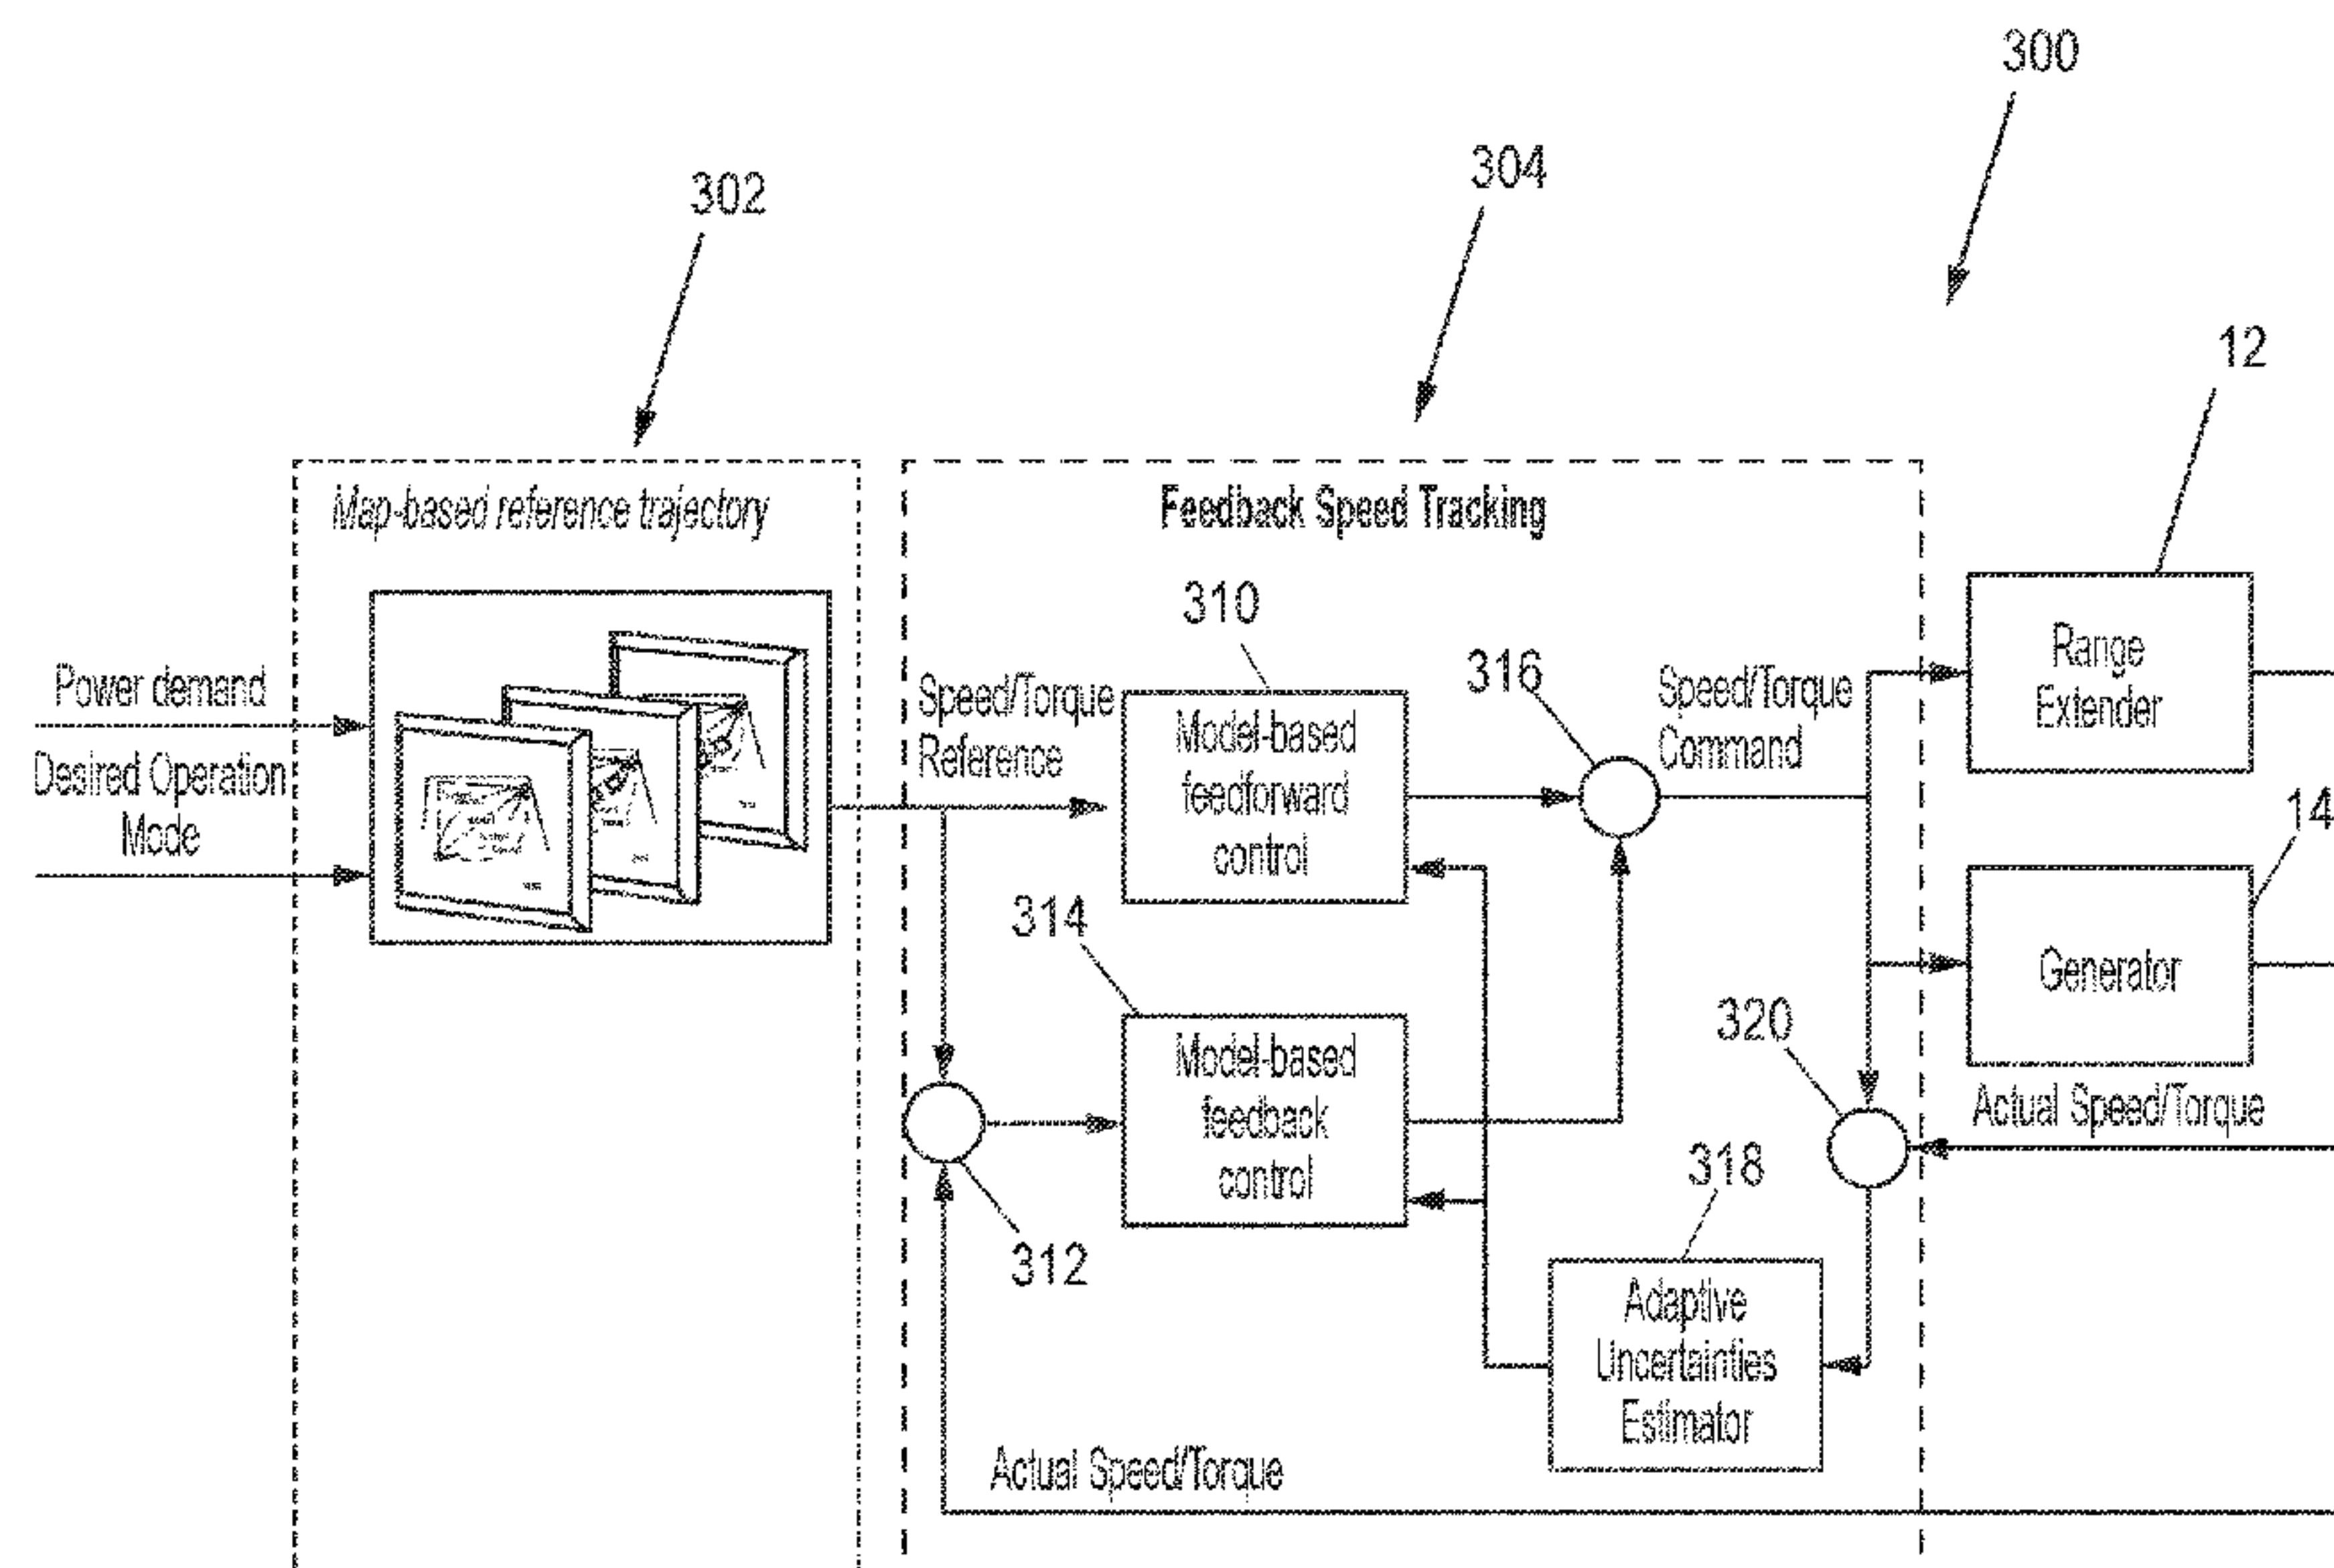 300
304
302
12
Map-based reference trajectory
Feedback Speed Tracking
310
Range
Extender
316
Power demand
Speed/Torque
Reference
Model-based
feedforward
control
Speed/Torque
Command
Desired Operation
Mode
14
314
Generator
320
Model-based
feedback
control
Actual Speed/Torque
318
312
Adaptive
Uncertainties
Estimator
Actual Speed/Torque